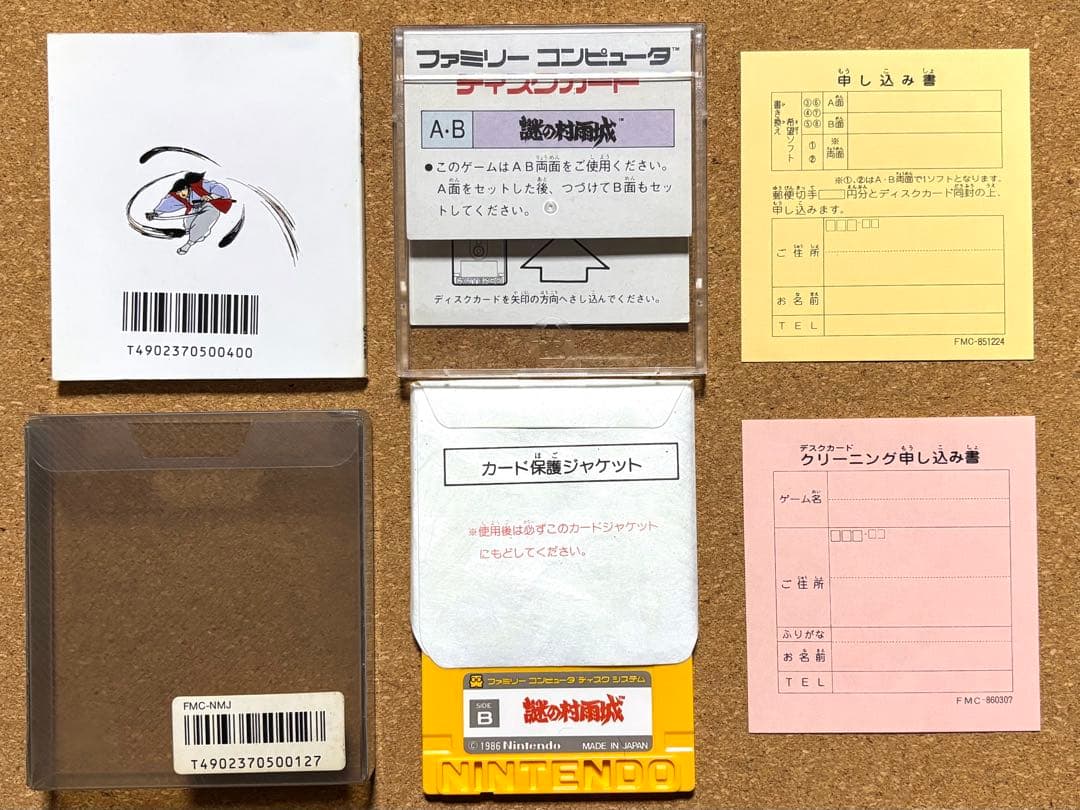 T4902370500400
ファミリー コンピュータ™
ディスクカード
A・B
謎の村雨城™
●このゲームはAB両面をご使用ください。
A面をセットした後、つづけてB面もセッ
トしてください。
ディスクカードを矢印の方向へさし込んでください。
申し込み書
書き換え
希望ソフト
③⑥ A面
④⑦
⑤⑧ B面
① ※
② 両面
※①、②はA・B両面で1ソフトとなります。
郵便切手 円分とディスクカード同封の上、
申し込みます。
ご住所
お名前
TEL
FMC-851224
FMC-NMJ
T4902370500127
カード保護ジャケット
※使用後は必ずこのカードジャケット
にもどしてください。
ファミリー コンピュータ ディスク システム
SIDE
B
謎の村雨城™
©1986 Nintendo MADE IN JAPAN
NINTENDO
デスクカード
クリーニング申し込み書
ゲーム名
ご住所
ふりがな
お名前
TEL
FMC-860307